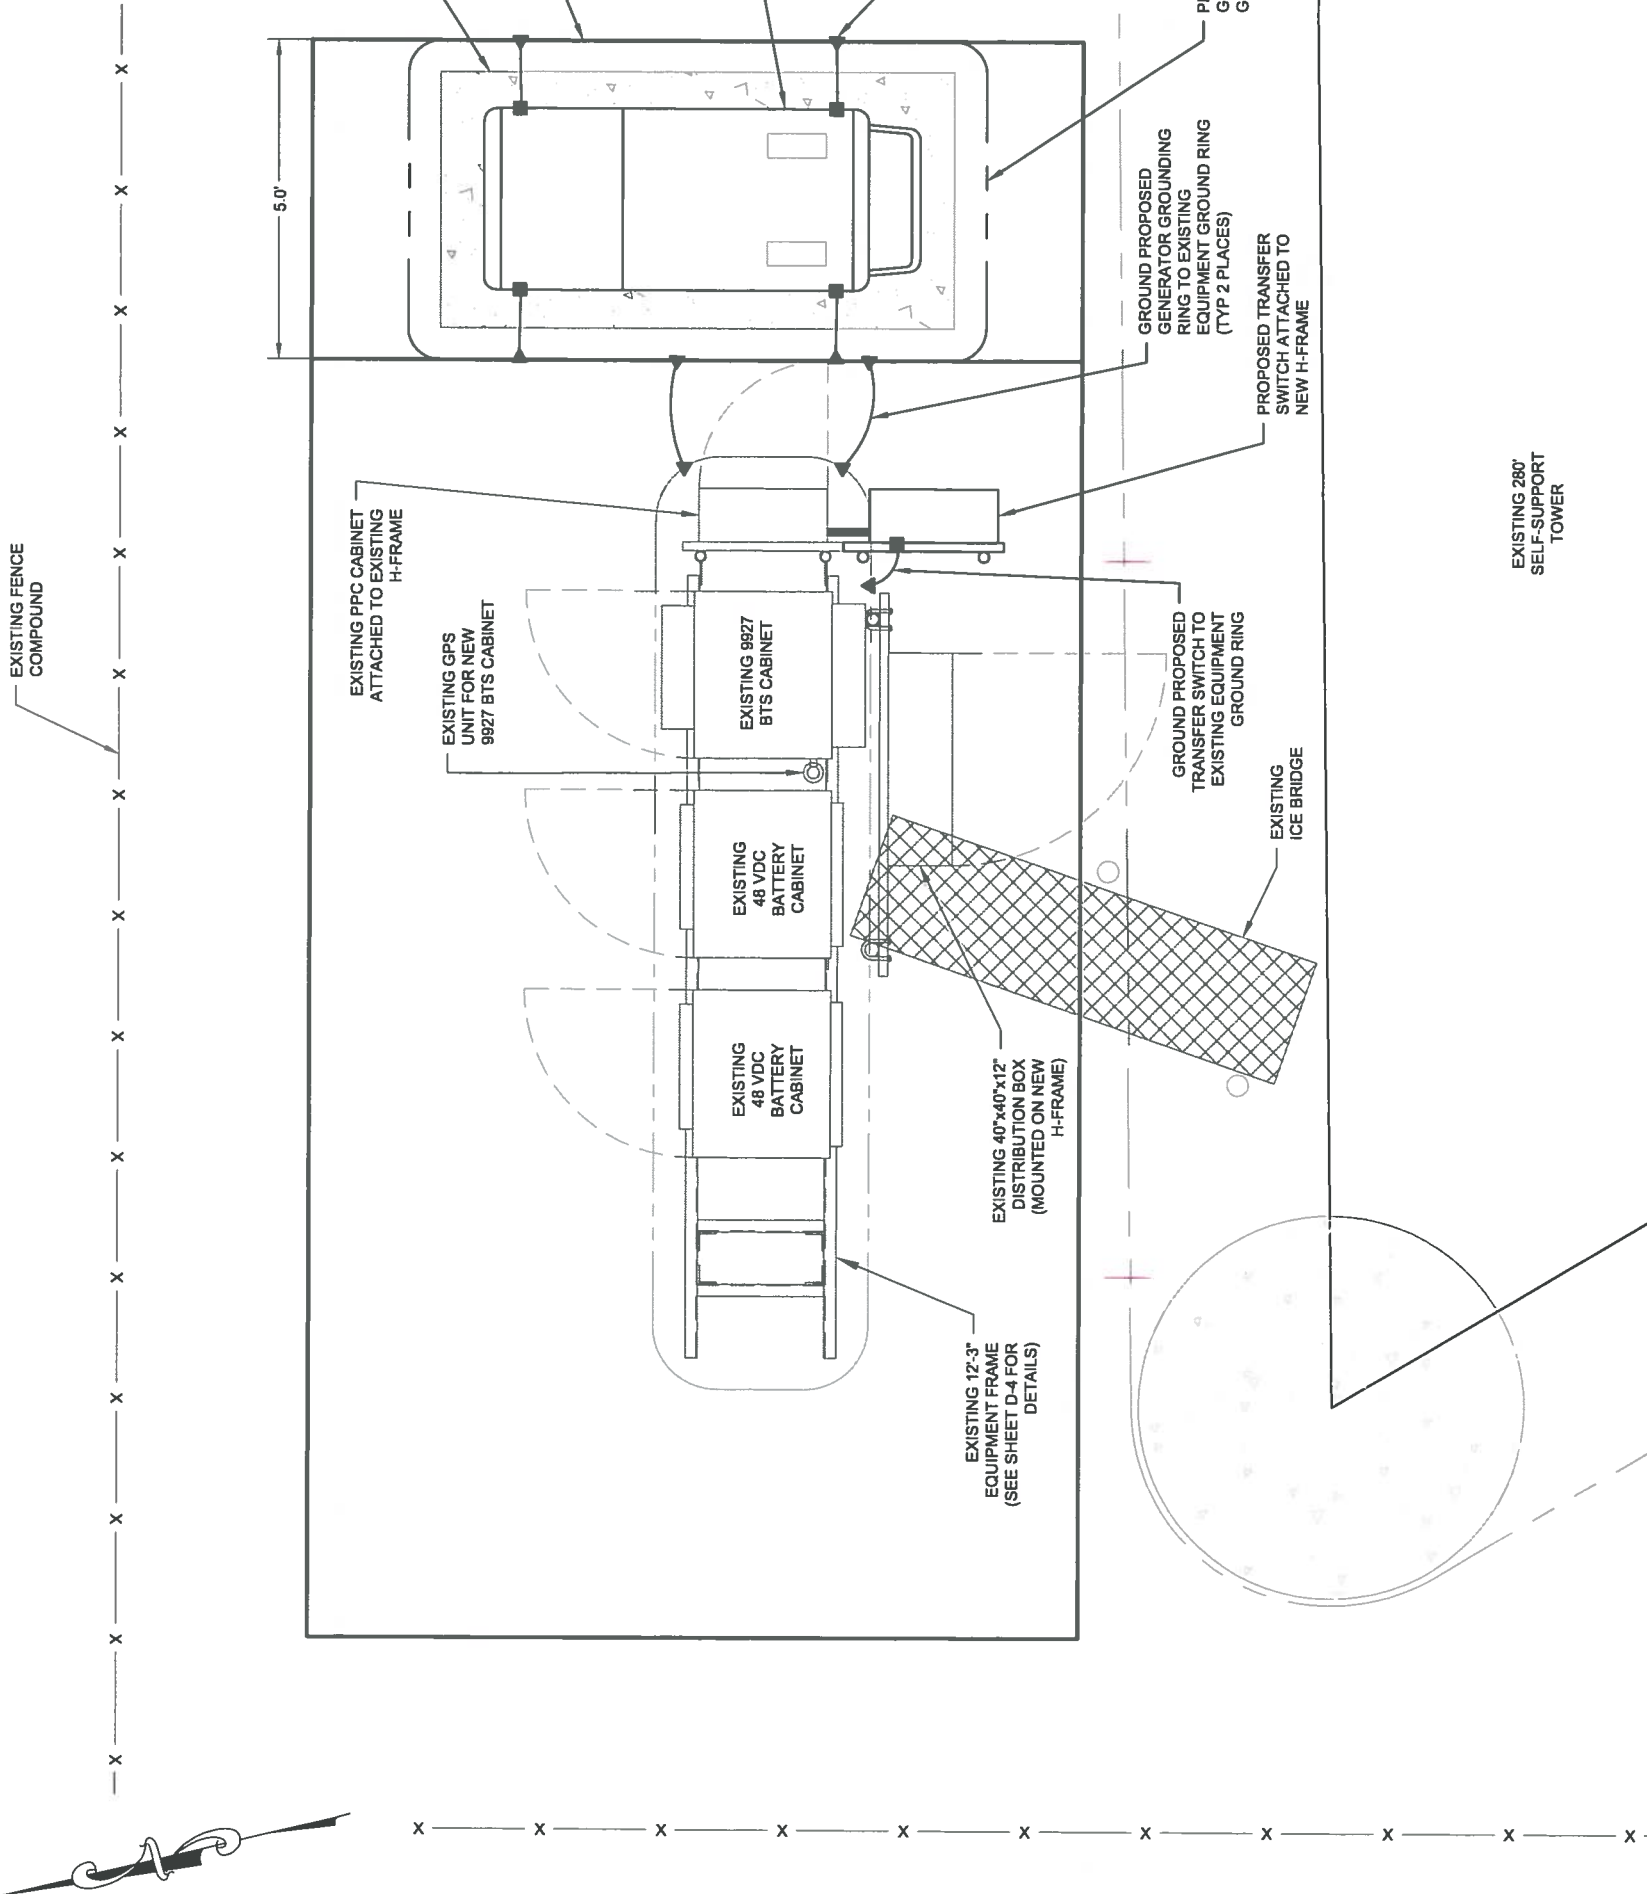 EXISTING FENCE
COMPOUND
5.0'
EXISTING PPC CABINET
ATTACHED TO EXISTING
H-FRAME
EXISTING GPS
UNIT FOR NEW
9927 BTS CABINET
EXISTING 9927
BTS CABINET
EXISTING
48 VDC
BATTERY
CABINET
EXISTING
48 VDC
BATTERY
CABINET
EXISTING 12'-3"
EQUIPMENT FRAME
(SEE SHEET D-4 FOR
DETAILS)
EXISTING 40"x40"x12"
DISTRIBUTION BOX
(MOUNTED ON NEW
H-FRAME)
EXISTING
ICE BRIDGE
GROUND PROPOSED
TRANSFER SWITCH TO
EXISTING EQUIPMENT
GROUND RING
PROPOSED TRANSFER
SWITCH ATTACHED TO
NEW H-FRAME
GROUND PROPOSED
GENERATOR GROUNDING
RING TO EXISTING
EQUIPMENT GROUND RING
(TYP 2 PLACES)
EXISTING 280'
SELF-SUPPORT
TOWER
N